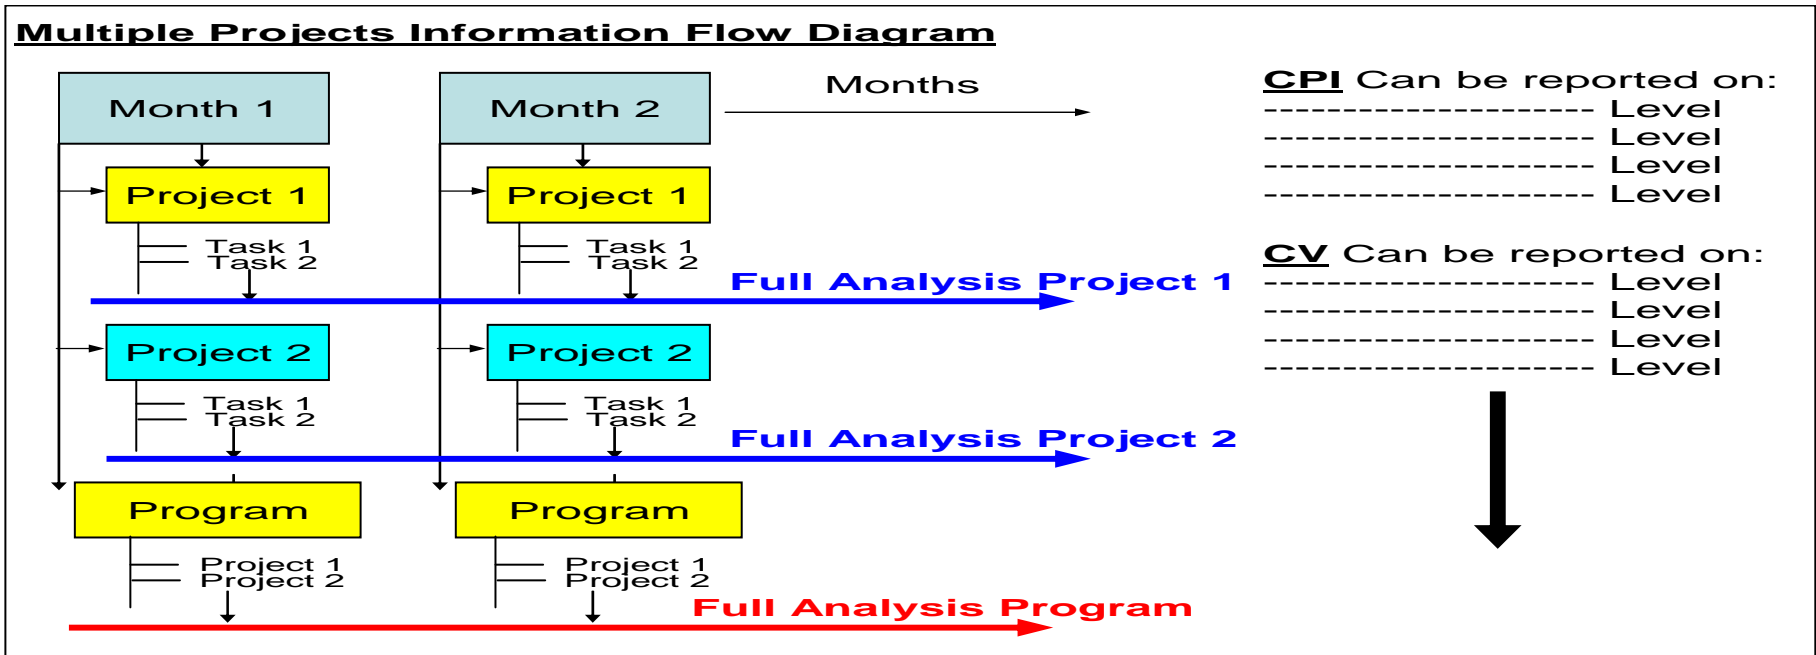 Multiple Projects Information Flow Diagram
Month 1
Month 2
Months
Project 1
Project 1
Task 1
Task 2
Task 1
Task 2
Full Analysis Project 1
Project 2
Project 2
Task 1
Task 2
Task 1
Task 2
Full Analysis Project 2
Program
Program
Project 1
Project 2
Project 1
Project 2
Full Analysis Program
CPI Can be reported on:
--------------------- Level
--------------------- Level
--------------------- Level
--------------------- Level
CV Can be reported on:
--------------------- Level
--------------------- Level
--------------------- Level
--------------------- Level